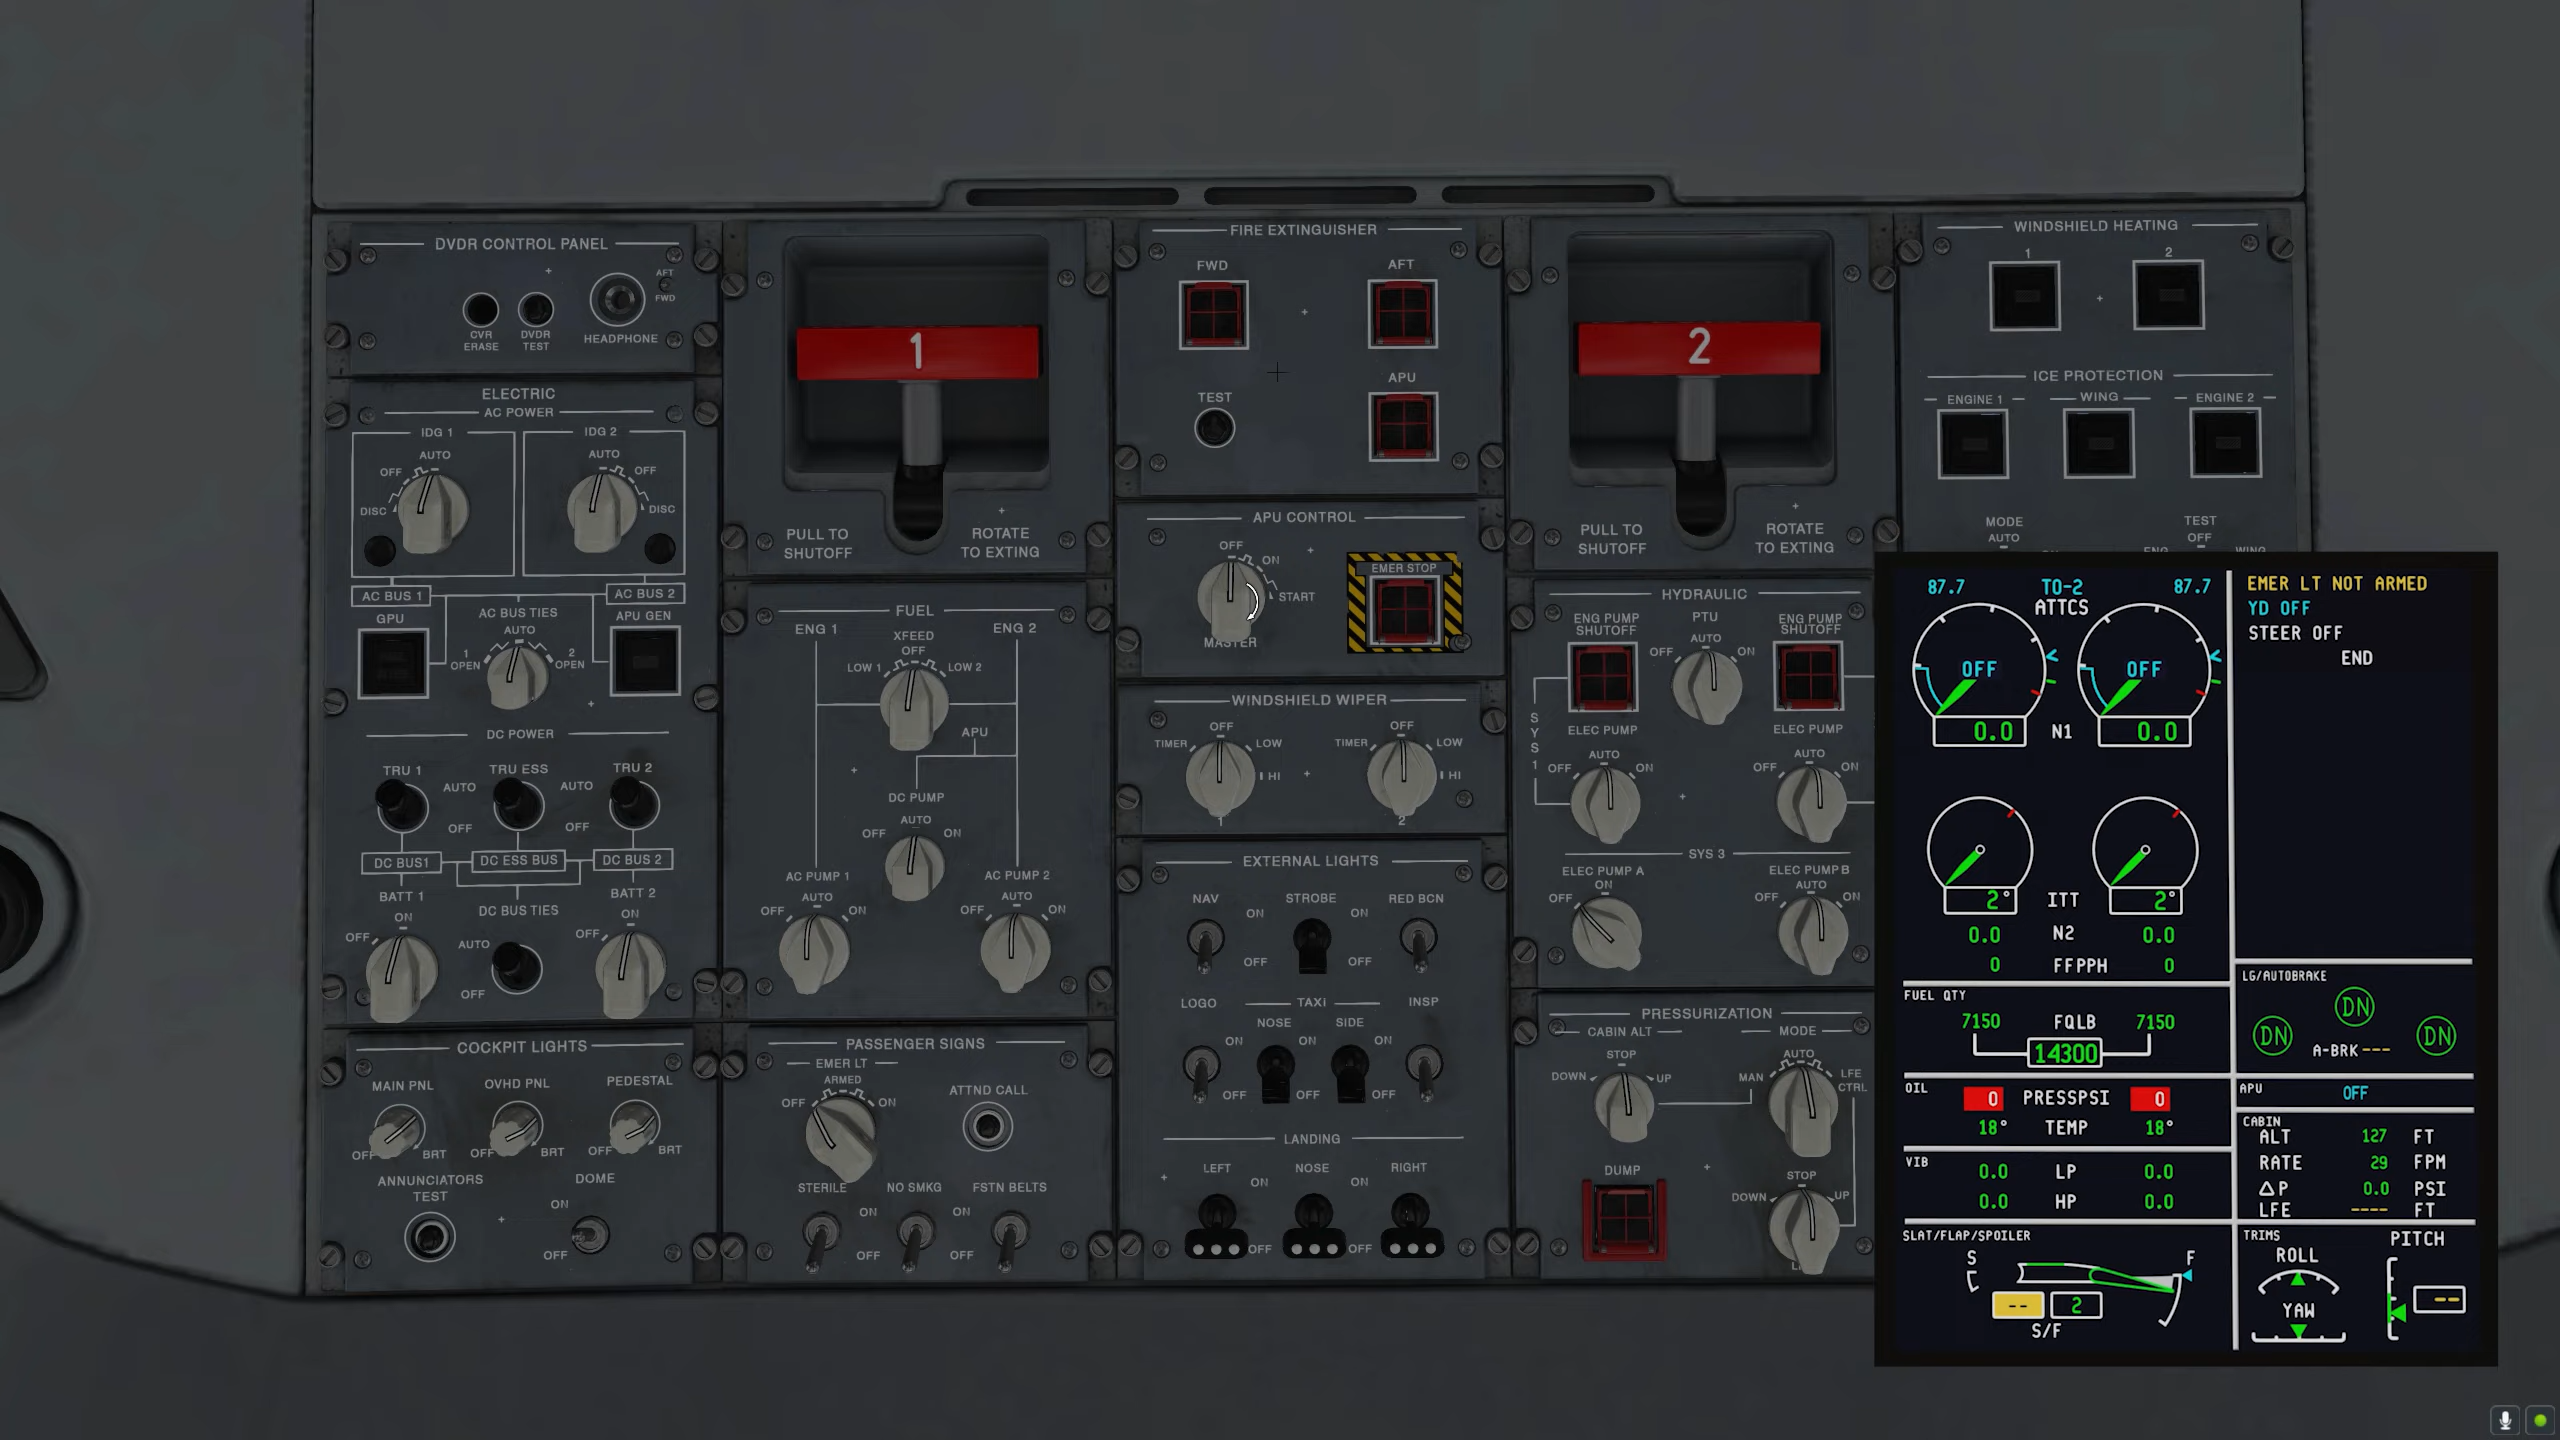 DVDR CONTROL PANEL
AFT
FWD
CVR ERASE
DVDR TEST
HEADPHONE
ELECTRIC
AC POWER
IDG 1
IDG 2
AUTO
AUTO
OFF
OFF
DISC
DISC
AC BUS 1
AC BUS 2
GPU
AC BUS TIES
APU GEN
AUTO
1 OPEN
2 OPEN
DC POWER
TRU 1
TRU ESS
TRU 2
AUTO
AUTO
OFF
OFF
DC BUS1
DC ESS BUS
DC BUS 2
BATT 1
DC BUS TIES
BATT 2
ON
ON
OFF
AUTO
OFF
OFF
COCKPIT LIGHTS
MAIN PNL
OVHD PNL
PEDESTAL
OFF
BRT
OFF
BRT
OFF
BRT
ANNUNCIATORS
TEST
DOME
ON
OFF
1
PULL TO
SHUTOFF
ROTATE
TO EXTING
FUEL
ENG 1
XFEED
ENG 2
OFF
LOW 1
LOW 2
APU
DC PUMP
AUTO
OFF
ON
AC PUMP 1
AC PUMP 2
AUTO
AUTO
OFF
ON
OFF
ON
PASSENGER SIGNS
EMER LT
ARMED
OFF
ON
ATTND CALL
STERILE
NO SMKG
FSTN BELTS
ON
ON
OFF
OFF
FIRE EXTINGUISHER
FWD
AFT
TEST
APU
APU CONTROL
OFF
ON
START
MASTER
EMER STOP
WINDSHIELD WIPER
OFF
OFF
TIMER
LOW
TIMER
LOW
HI
HI
1
2
EXTERNAL LIGHTS
NAV
STROBE
RED BCN
ON
ON
OFF
OFF
LOGO
TAXI
INSP
NOSE
SIDE
ON
ON
ON
OFF
OFF
OFF
LANDING
LEFT
NOSE
RIGHT
ON
ON
OFF
OFF
2
PULL TO
SHUTOFF
ROTATE
TO EXTING
HYDRAULIC
ENG PUMP
SHUTOFF
PTU
ENG PUMP
SHUTOFF
AUTO
OFF
ON
SYS 1
ELEC PUMP
ELEC PUMP
AUTO
AUTO
OFF
ON
OFF
ON
SYS 3
ELEC PUMP A
ELEC PUMP B
ON
AUTO
OFF
OFF
ON
PRESSURIZATION
CABIN ALT
MODE
STOP
AUTO
DOWN
UP
MAN
LFE
CTRL
DUMP
STOP
DOWN
UP
WINDSHIELD HEATING
1
2
ICE PROTECTION
ENGINE 1
WING
ENGINE 2
MODE
AUTO
TEST
OFF
87.7
TO-2
87.7
ATTCS
OFF
OFF
0.0 N1 0.0
2° ITT 2°
0.0 N2 0.0
0 FFPPH 0
FUEL QTY
7150 FQLB 7150
14300
OIL
0 PRESSPSI 0
18° TEMP 18°
VIB
0.0 LP 0.0
0.0 HP 0.0
SLAT/FLAP/SPOILER
S
F
-- 2
S/F
EMER LT NOT ARMED
YD OFF
STEER OFF
END
LG/AUTOBRAKE
DN
DN
DN
A-BRK---
APU OFF
CABIN
ALT 127 FT
RATE 29 FPM
△P 0.0 PSI
LFE ---- FT
TRIMS
PITCH
ROLL
--
YAW